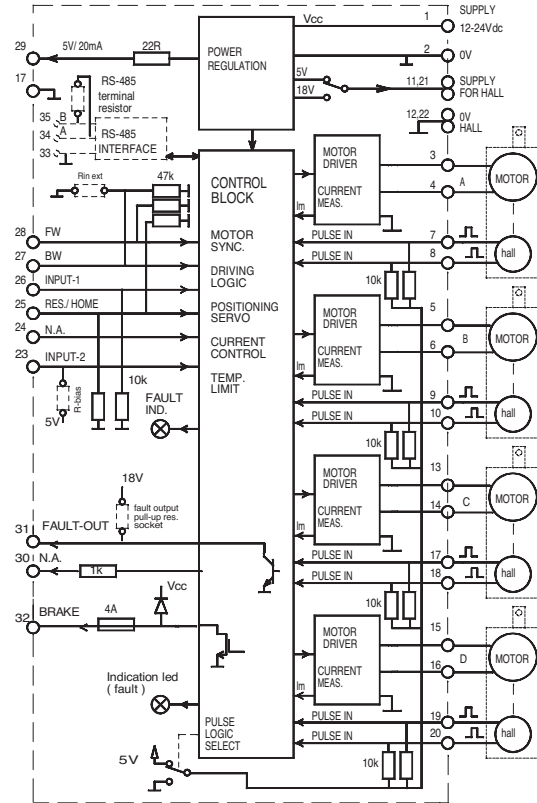 SUPPLY
1
12-24Vdc
Vcc
2
0V
29
5V/ 20mA
22R
POWER
REGULATION
5V
18V
11,21
SUPPLY
FOR HALL
17
RS-485
terminal
resistor
35
B
34
A
33
RS-485
INTERFACE
12,22
0V
HALL
Rin ext
47k
CONTROL
BLOCK
MOTOR
DRIVER
CURRENT
MEAS.
Im
3
4
A
MOTOR
28
FW
MOTOR
SYNC.
PULSE IN
7
PULSE IN
8
hall
27
BW
DRIVING
LOGIC
10k
26
INPUT-1
25
RES./ HOME
POSITIONING
SERVO
24
N.A.
CURRENT
CONTROL
23
INPUT-2
TEMP.
LIMIT
R-bias
5V
10k
FAULT
IND.
MOTOR
DRIVER
CURRENT
MEAS.
Im
5
6
B
MOTOR
PULSE IN
9
PULSE IN
10
hall
10k
18V
fault output
pull-up res.
socket
31
FAULT-OUT
30
N.A.
1k
MOTOR
DRIVER
CURRENT
MEAS.
Im
13
14
C
MOTOR
PULSE IN
17
PULSE IN
18
hall
10k
Vcc
32
BRAKE
4A
MOTOR
DRIVER
CURRENT
MEAS.
Im
15
16
D
MOTOR
Indication led
( fault )
PULSE
LOGIC
SELECT
PULSE IN
19
PULSE IN
20
hall
10k
5V